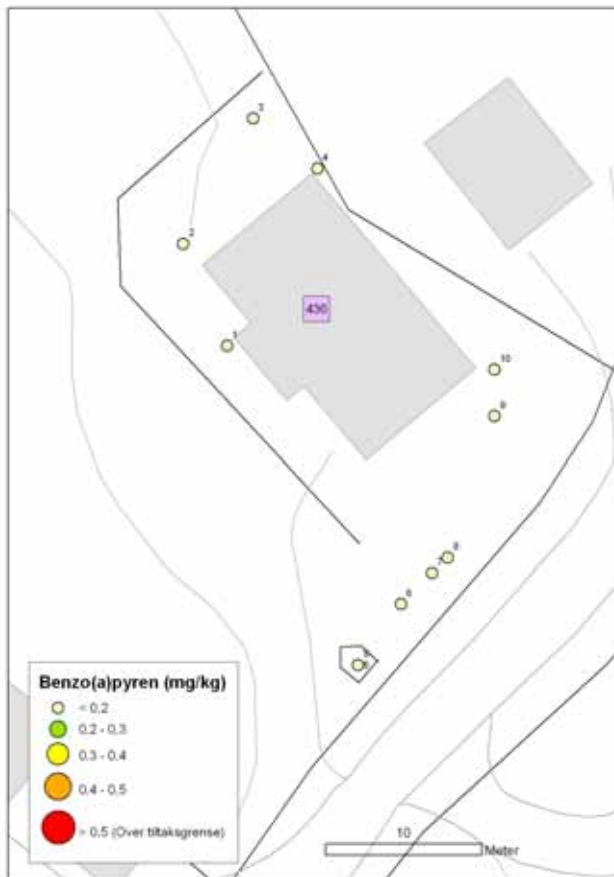 3
4
2
430
1
10
9
8
7
6
5
Benzo(a)pyren (mg/kg)
< 0,2
0,2 - 0,3
0,3 - 0,4
0,4 - 0,5
> 0,5 (Over tiltaksgrense)
10
Meter